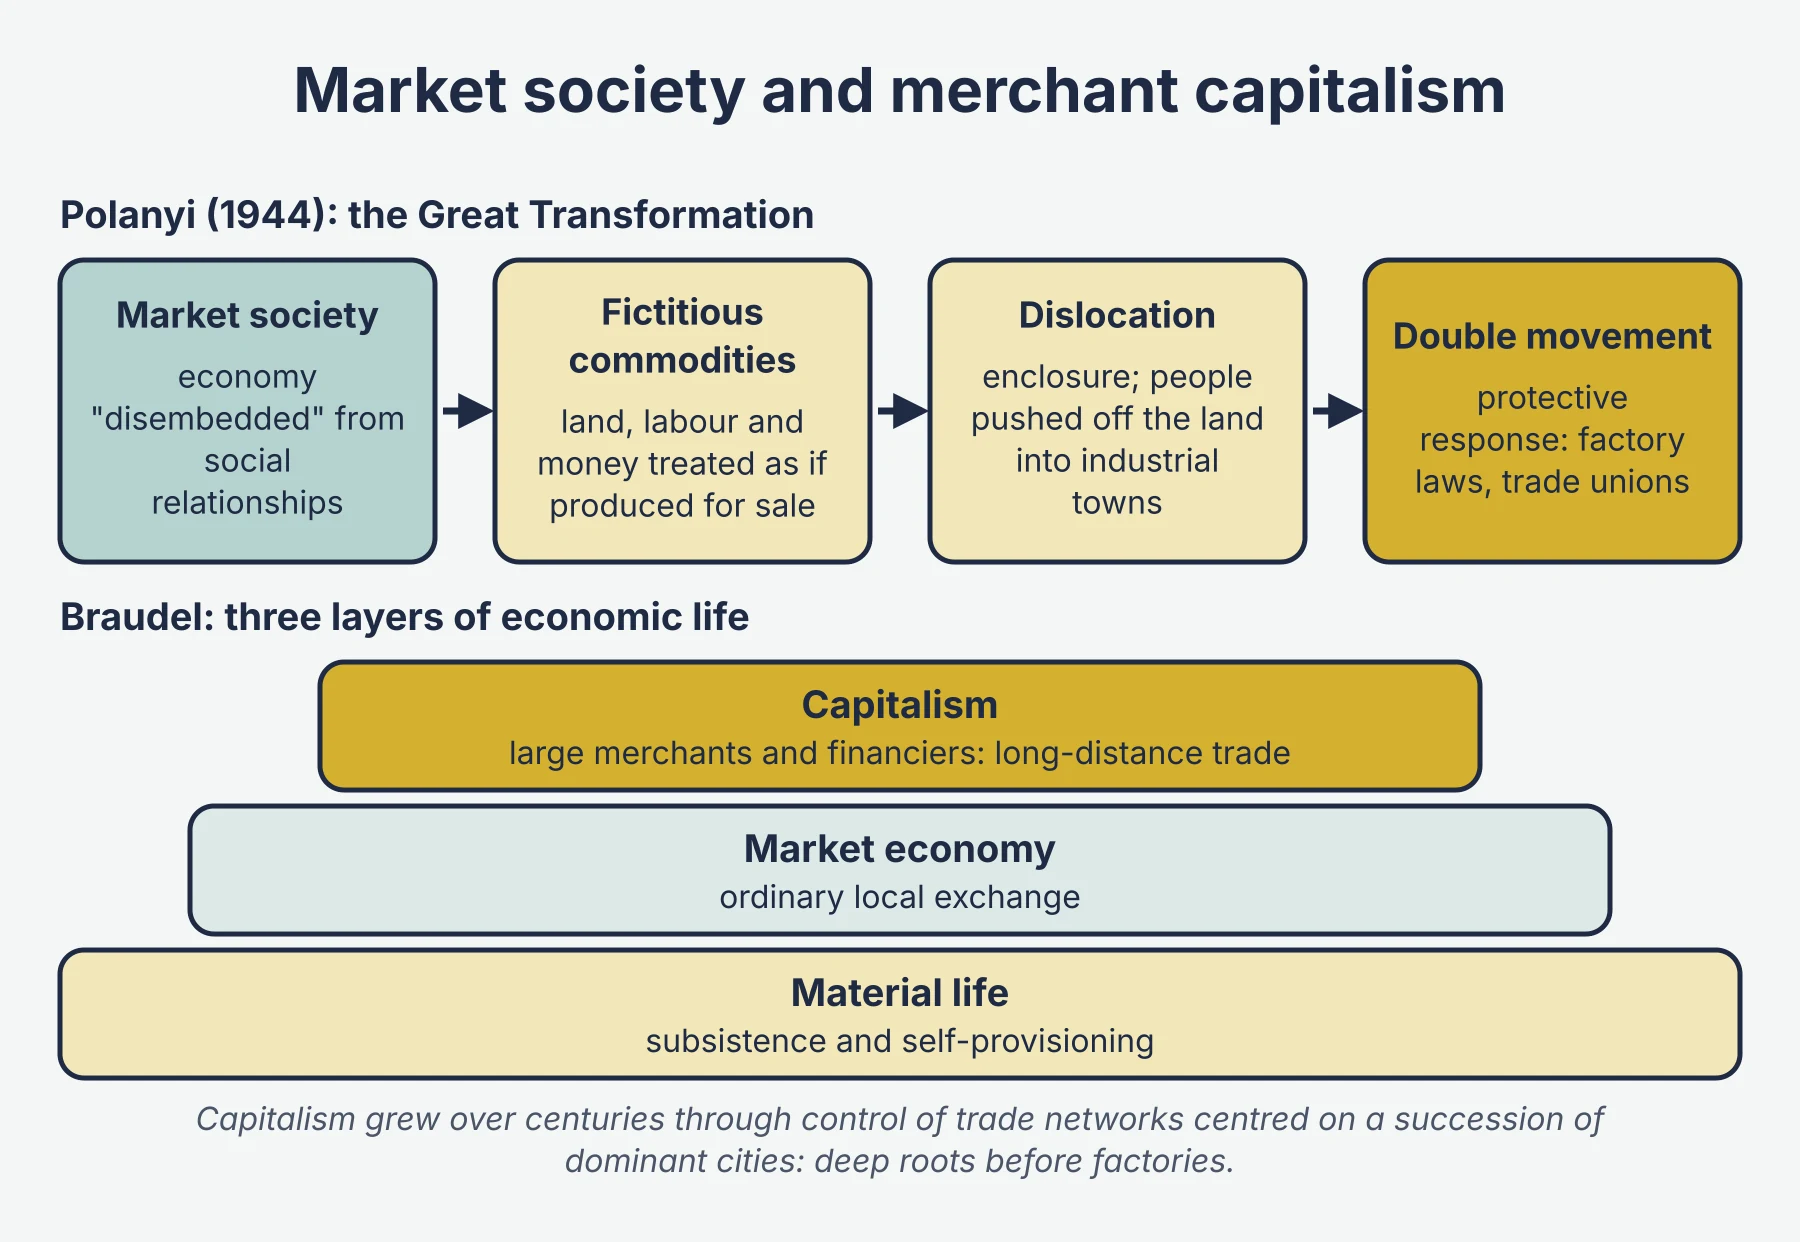 Market society and merchant capitalism
Polanyi (1944): the Great Transformation
Market society
economy
"disembedded" from
social
relationships
Fictitious
commodities
land, labour and
money treated as if
produced for sale
Dislocation
enclosure; people
pushed off the land
into industrial
towns
Double movement
protective
response: factory
laws, trade unions
Braudel: three layers of economic life
Capitalism
large merchants and financiers: long-distance trade
Market economy
ordinary local exchange
Material life
subsistence and self-provisioning
Capitalism grew over centuries through control of trade networks centred on a succession of
dominant cities: deep roots before factories.